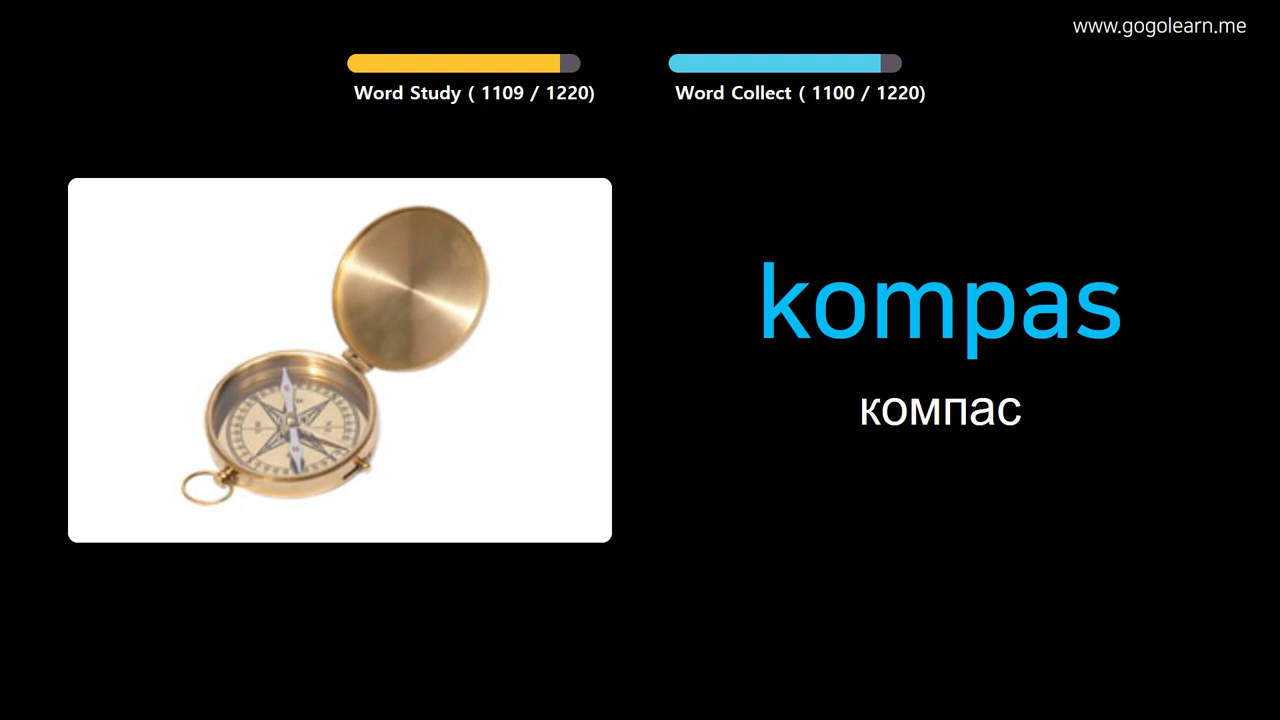 www.gogolearn.me
Word Study ( 1109 / 1220)
Word Collect ( 1100 / 1220)
kompas
компас